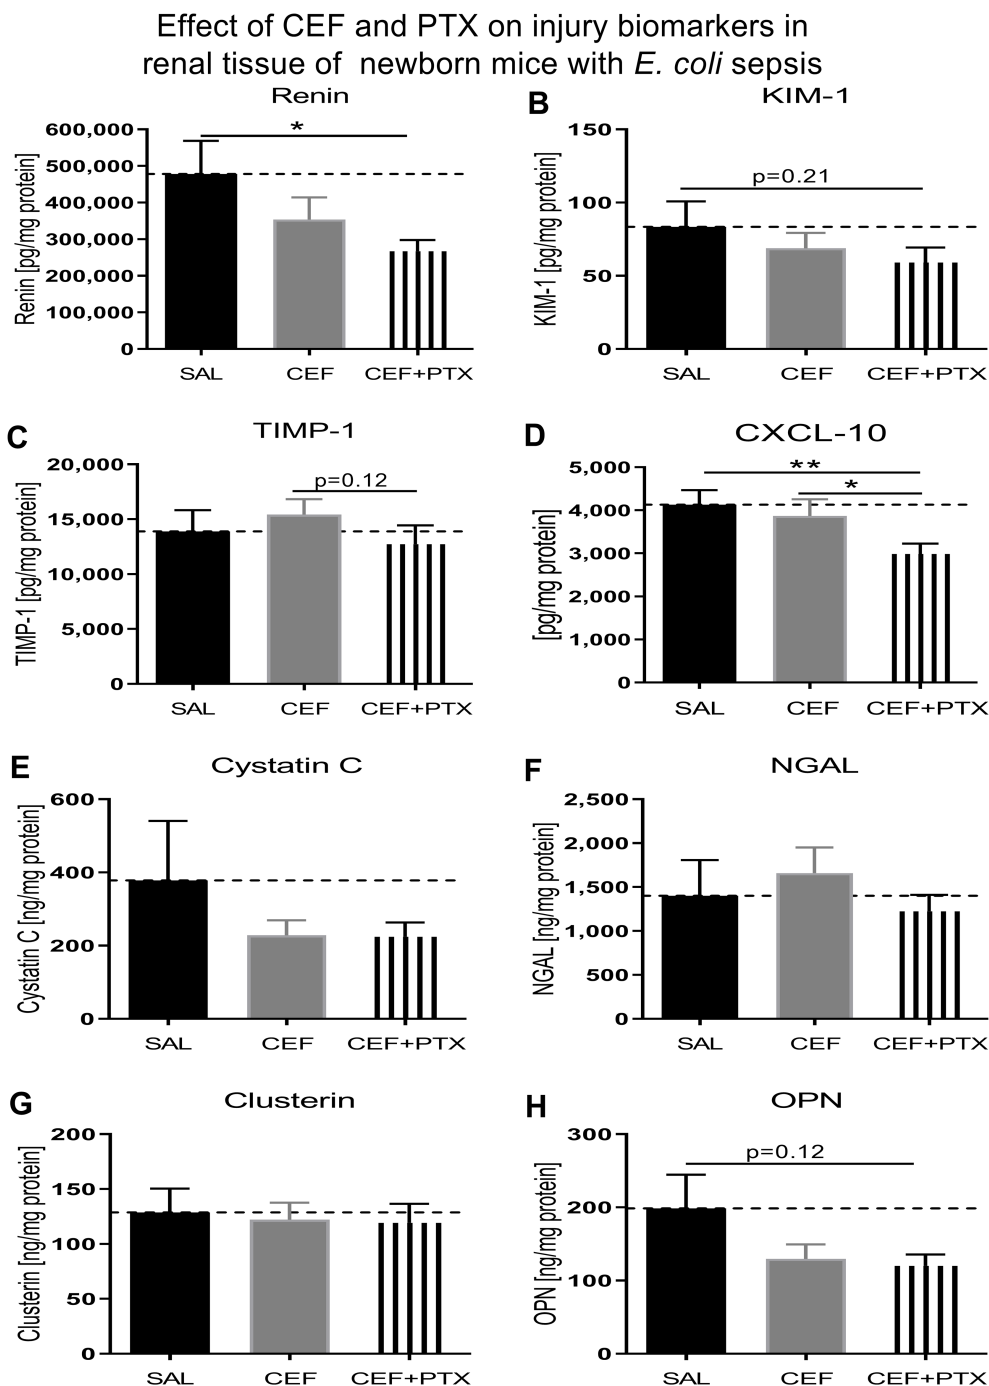 Effect of CEF and PTX on injury biomarkers in
renal tissue of newborn mice with E. coli sepsis
Renin
Renin [pg/mg protein]
600,000
500,000
400,000
300,000
200,000
100,000
0
*
SAL CEF CEF+PTX
B
KIM-1
KIM-1 [pg/mg protein]
150
100
50
0
p=0.21
SAL CEF CEF+PTX
C
TIMP-1
TIMP-1 [pg/mg protein]
20,000
15,000
10,000
5,000
0
p=0.12
SAL CEF CEF+PTX
D
CXCL-10
[pg/mg protein]
5,000
4,000
3,000
2,000
1,000
0
**
*
SAL CEF CEF+PTX
E
Cystatin C
Cystatin C [ng/mg protein]
600
400
200
0
SAL CEF CEF+PTX
F
NGAL
NGAL [ng/mg protein]
2,500
2,000
1,500
1,000
500
0
SAL CEF CEF+PTX
G
Clusterin
Clusterin [ng/mg protein]
200
150
100
50
0
SAL CEF CEF+PTX
H
OPN
OPN [ng/mg protein]
300
200
100
0
p=0.12
SAL CEF CEF+PTX